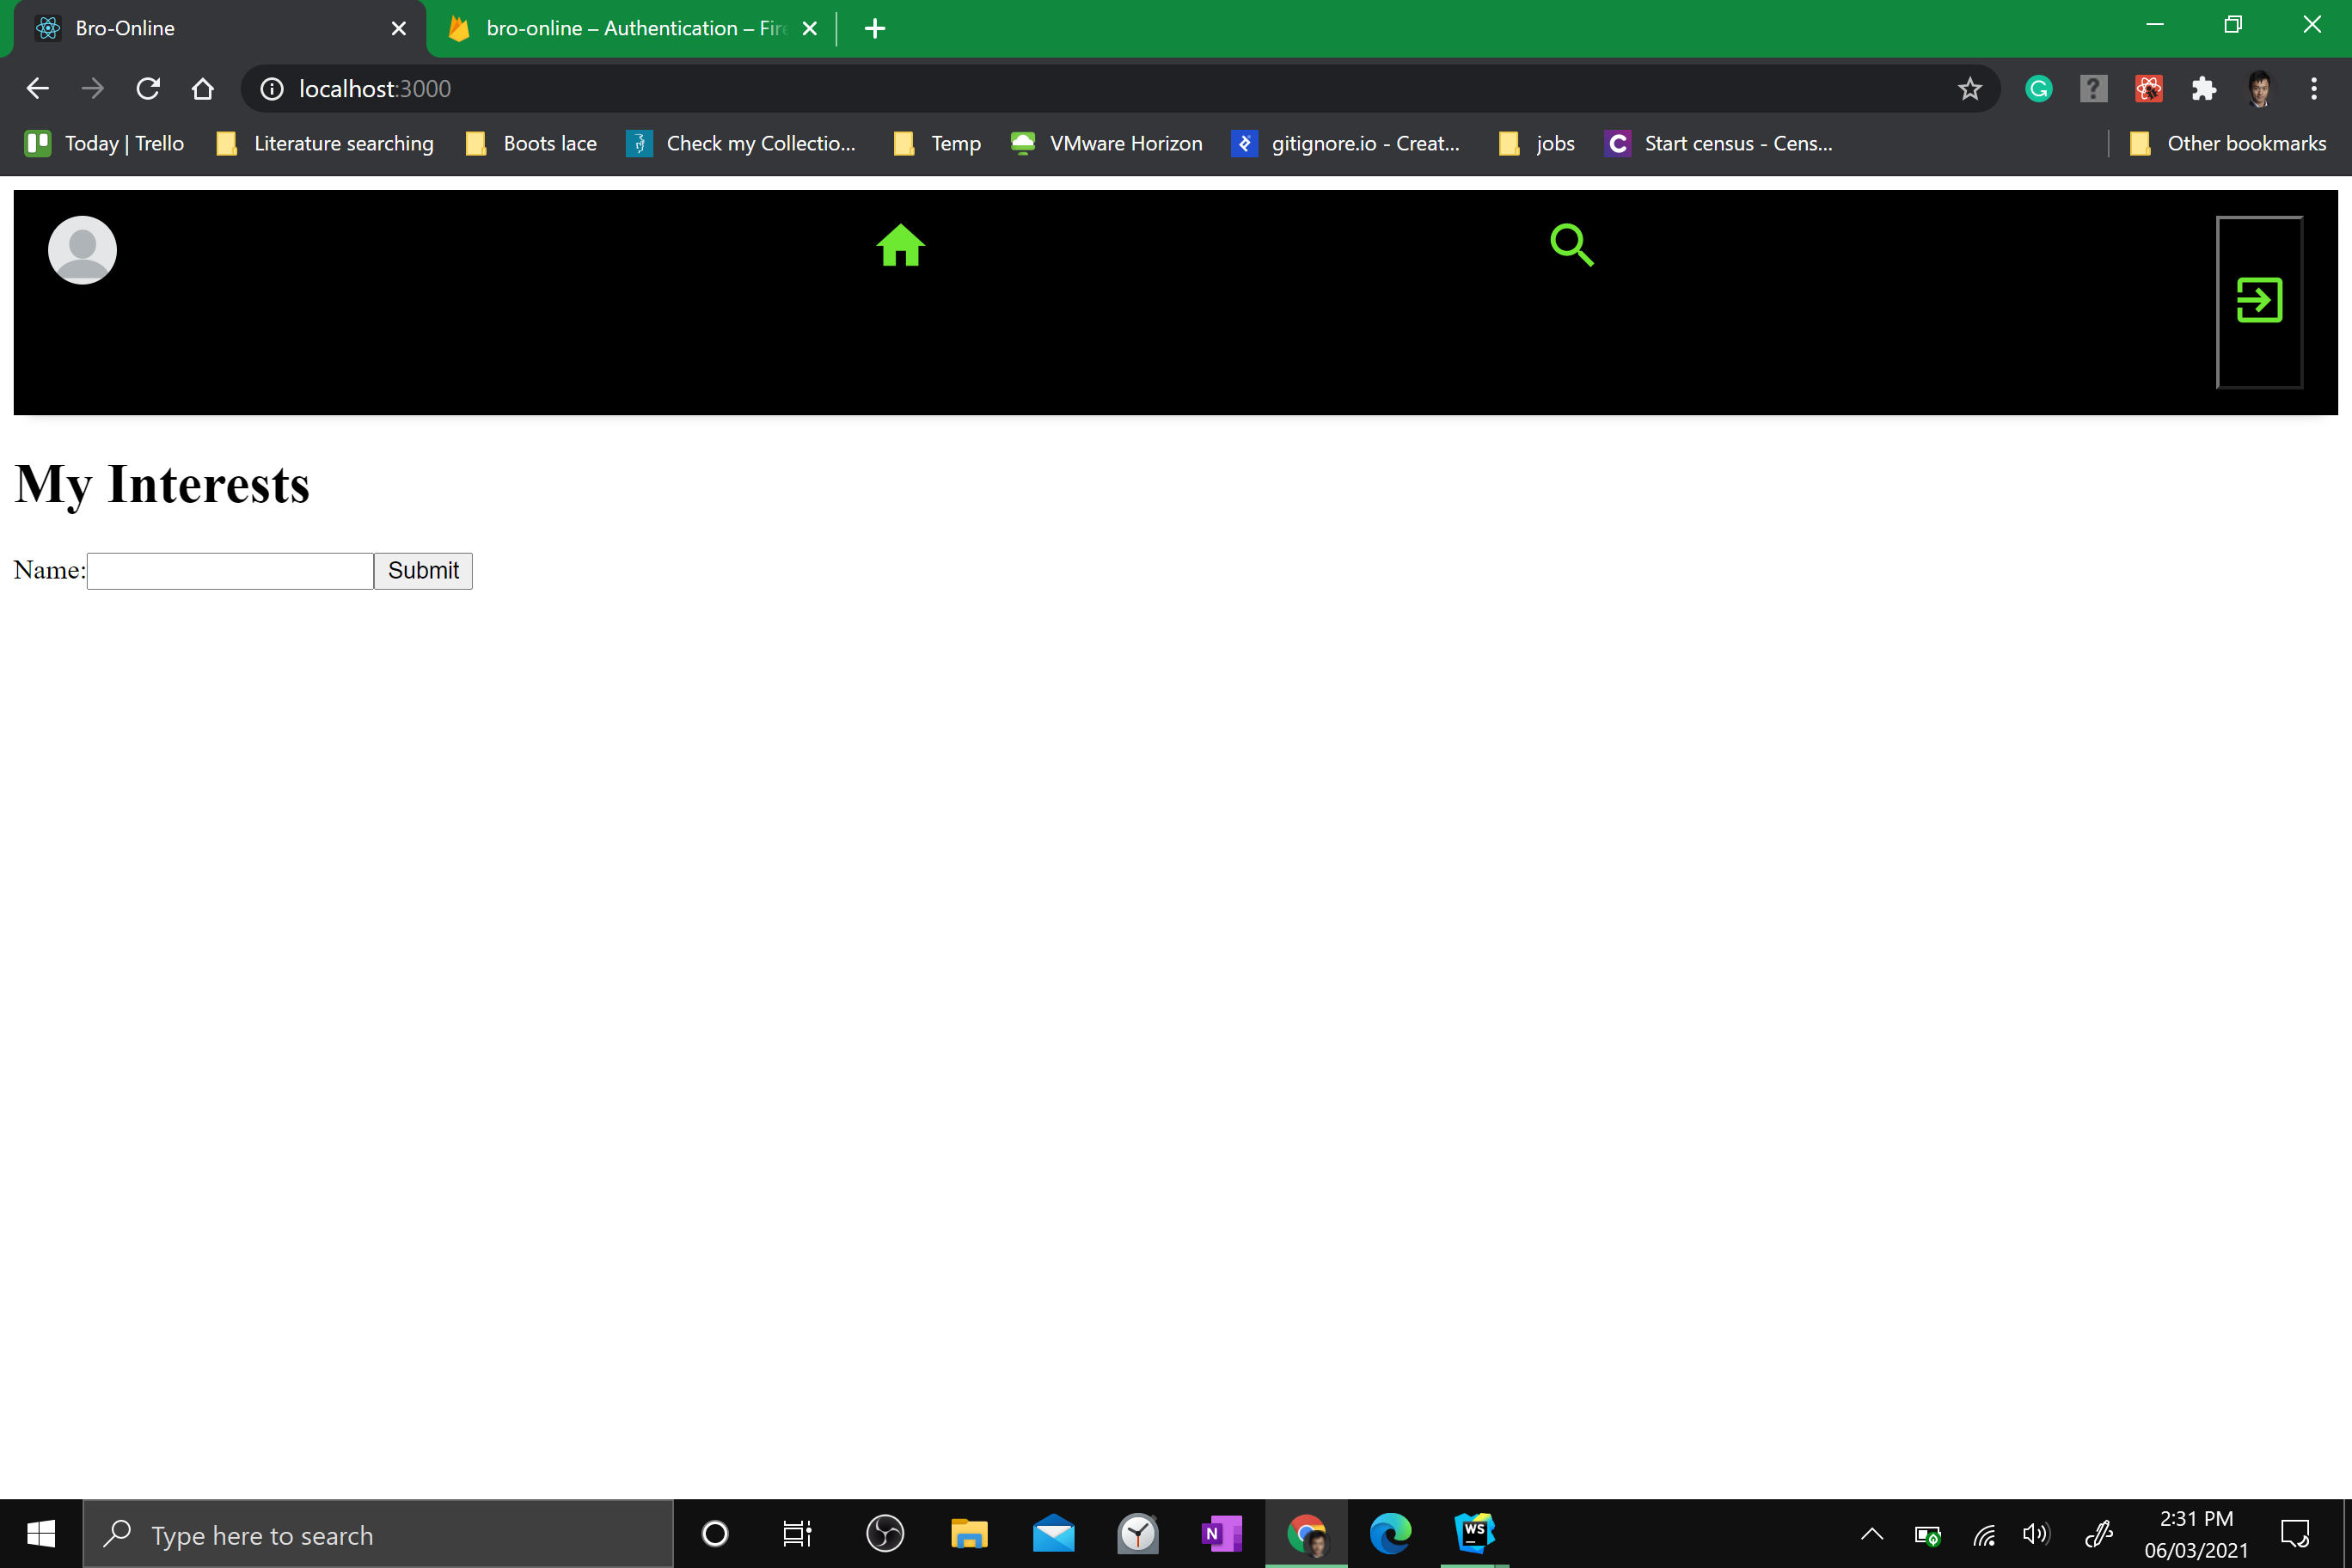 Bro-Online
bro-online – Authentication – Fire
localhost:3000
Today | Trello
Literature searching
Boots lace
Check my Collectio...
Temp
VMware Horizon
gitignore.io - Creat...
jobs
Start census - Cens...
Other bookmarks
My Interests
Name:
Submit
Type here to search
N
WS
2:31 PM
06/03/2021